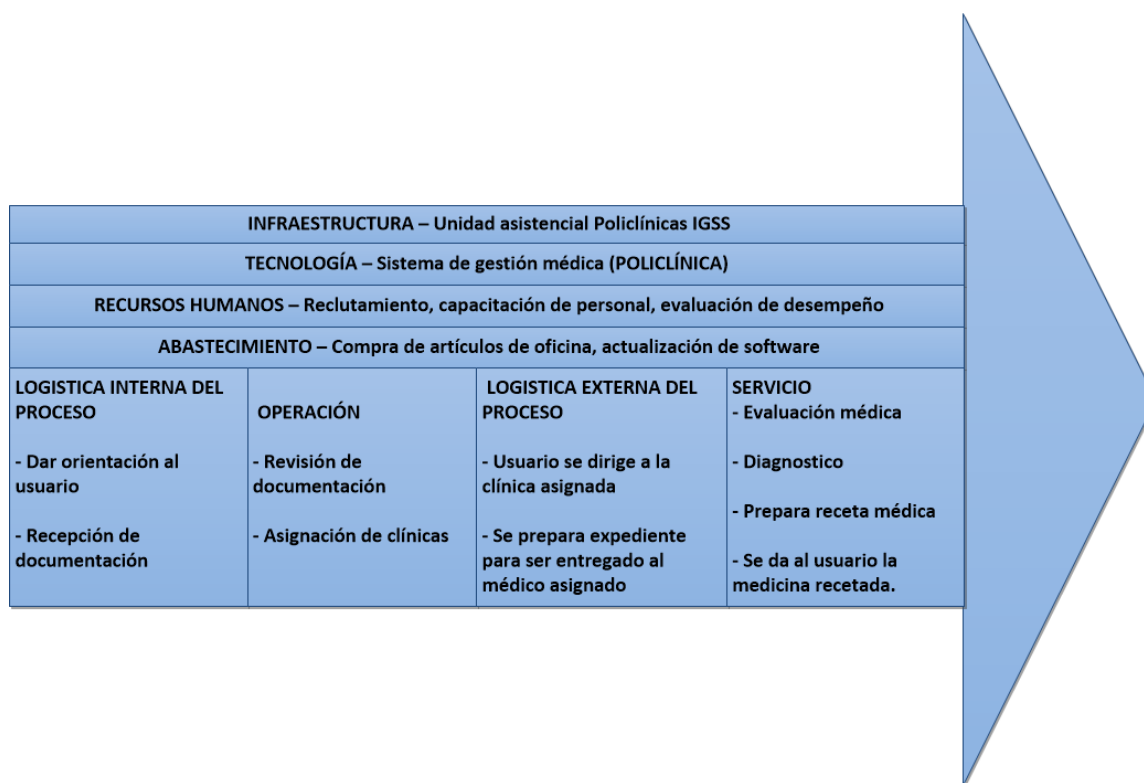 INFRAESTRUCTURA – Unidad asistencial Policlínicas IGSS
TECNOLOGÍA – Sistema de gestión médica (POLICLÍNICA)
RECURSOS HUMANOS – Reclutamiento, capacitación de personal, evaluación de desempeño
ABASTECIMIENTO – Compra de artículos de oficina, actualización de software
LOGISTICA INTERNA DEL
PROCESO
- Dar orientación al
usuario
- Recepción de
documentación
OPERACIÓN
- Revisión de
documentación
- Asignación de clínicas
LOGISTICA EXTERNA DEL
PROCESO
- Usuario se dirige a la
clínica asignada
- Se prepara expediente
para ser entregado al
médico asignado
SERVICIO
- Evaluación médica
- Diagnostico
- Prepara receta médica
- Se da al usuario la
medicina recetada.